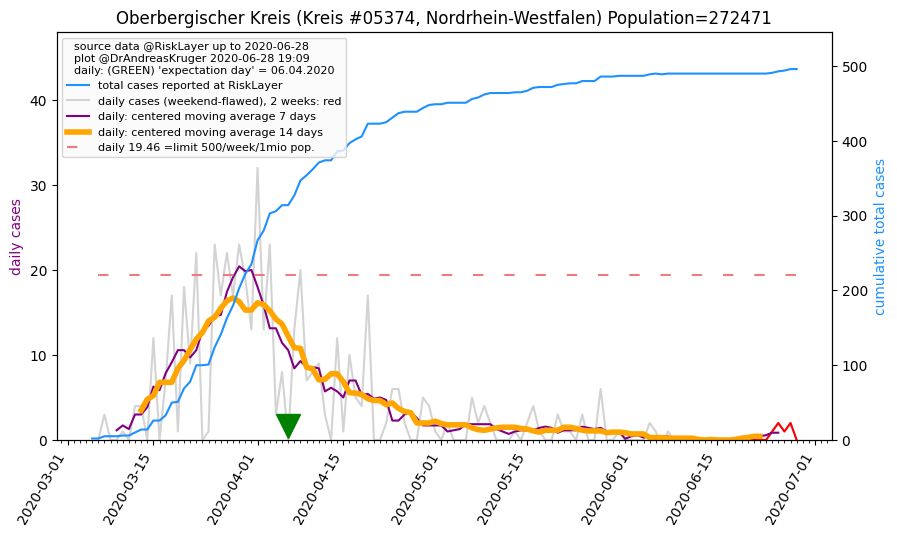 Oberbergischer Kreis (Kreis #05374, Nordrhein-Westfalen) Population=272471
source data @RiskLayer up to 2020-06-28
plot @DrAndreasKruger 2020-06-28 19:09
daily: (GREEN) 'expectation day' = 06.04.2020
total cases reported at RiskLayer
daily cases (weekend-flawed), 2 weeks: red
daily: centered moving average 7 days
daily: centered moving average 14 days
daily 19.46 =limit 500/week/1mio pop.
daily cases
40
30
20
10
0
cumulative total cases
500
400
300
200
100
0
2020-03-01
2020-03-15
2020-04-01
2020-04-15
2020-05-01
2020-05-15
2020-06-01
2020-06-15
2020-07-01